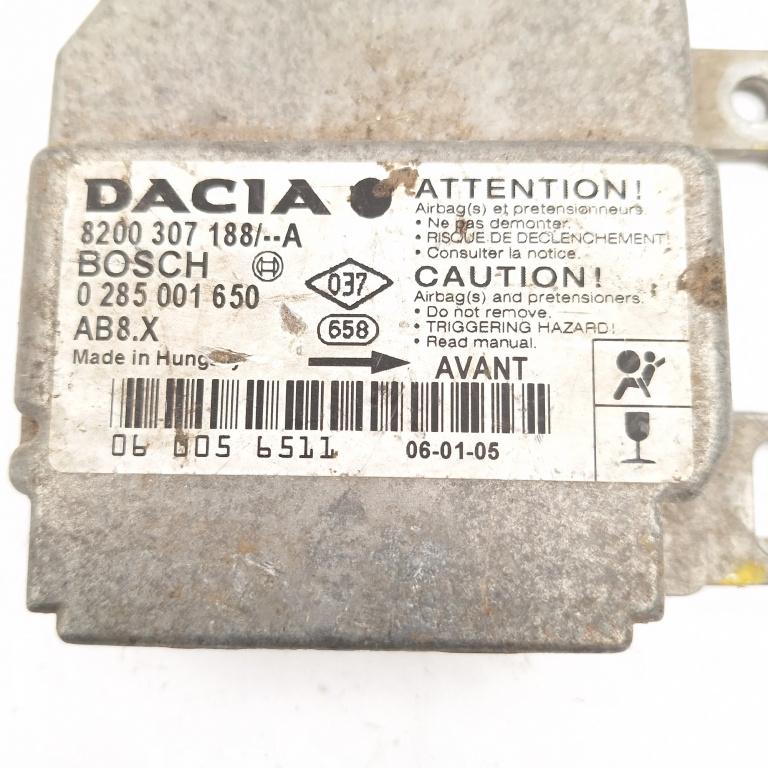 DACIA
8200 307 188/--A
BOSCH
0 285 001 650
AB8.X
Made in
037
658
ATTENTION!
Airbag(s) et pretensionneurs.
• Ne pas demonter.
• RISQUE DE DECLENCHEMENT!
• Consulter la notice.
CAUTION!
Airbag(s) and pretensioners.
• Do not remove.
• TRIGGERING HAZARD!
• Read manual.
AVANT
06 6511
06-01-05